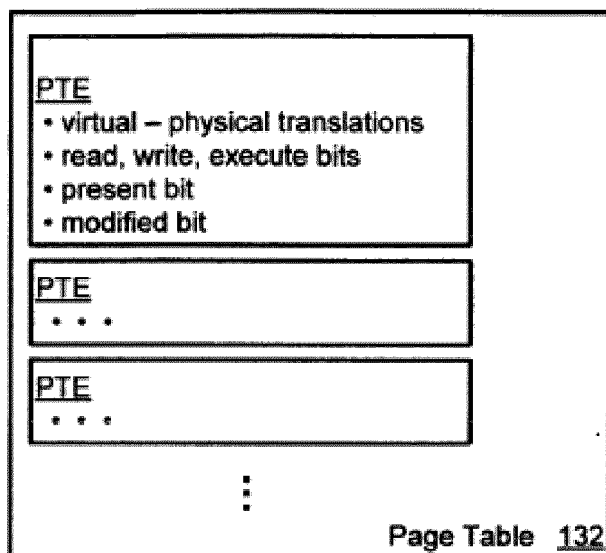 PTE
• virtual – physical translations
• read, write, execute bits
• present bit
• modified bit
PTE
• • •
PTE
• • •
⋮
Page Table 132